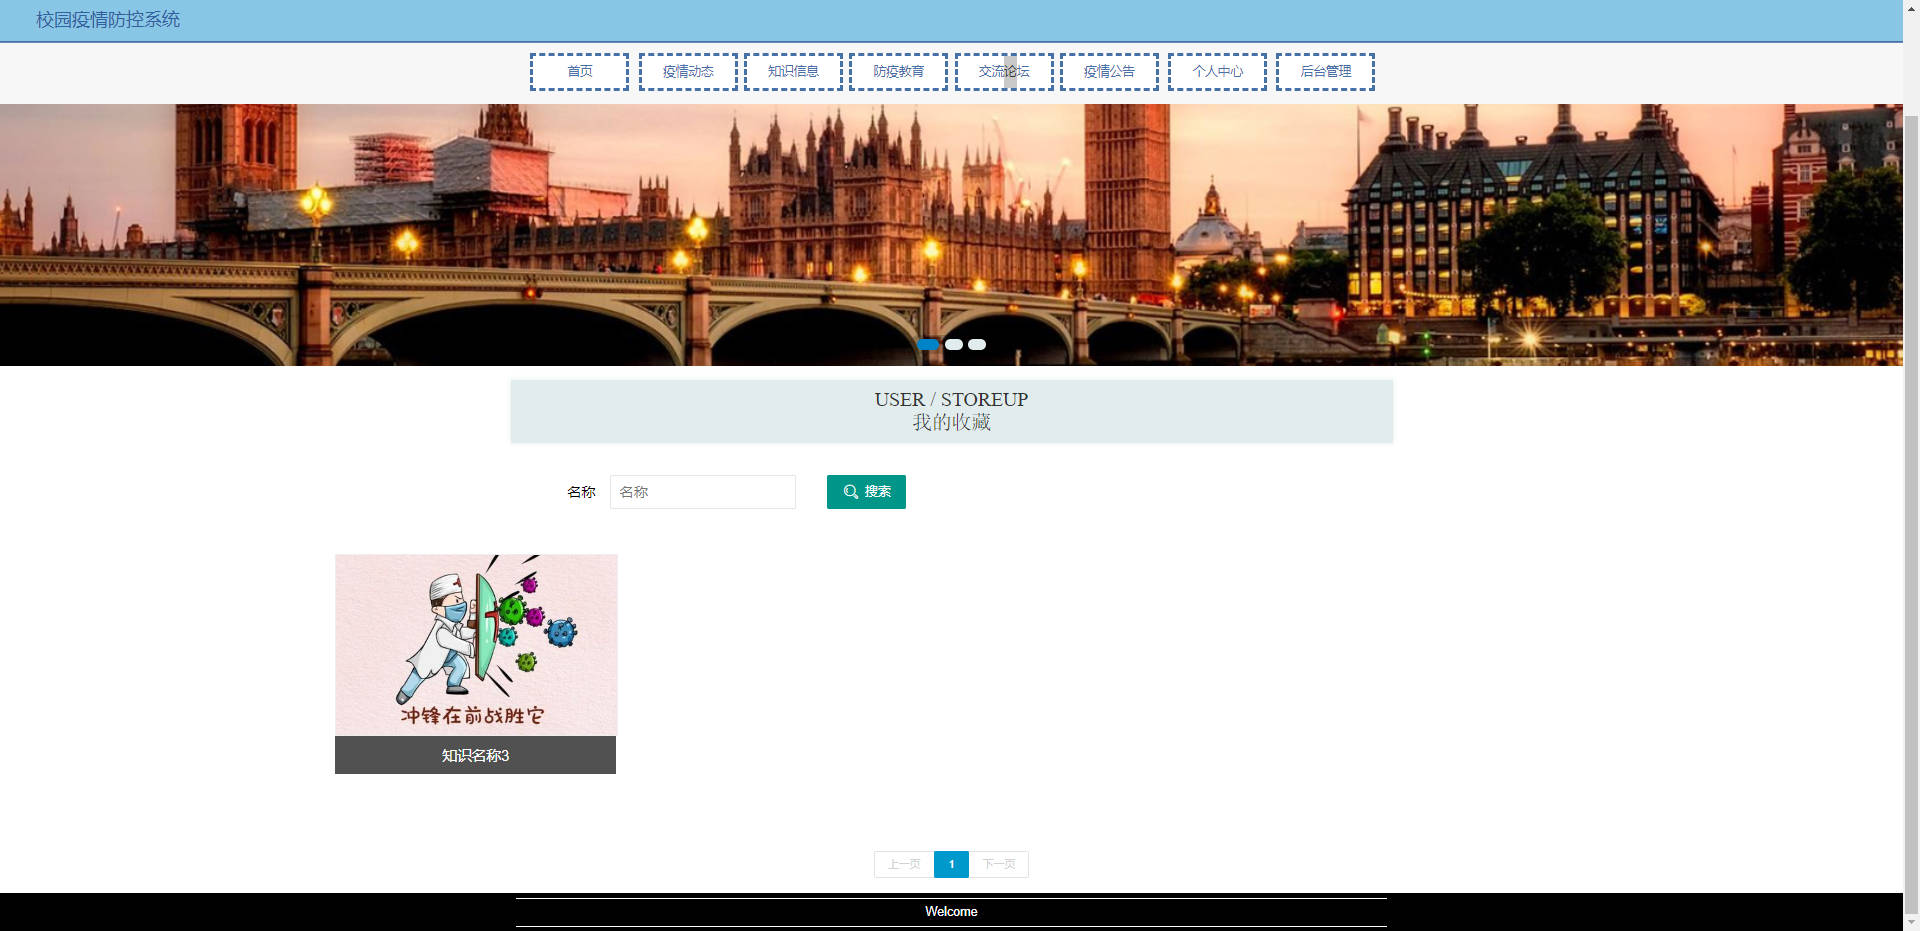 校园疫情防控系统
首页 疫情动态 知识信息 防疫教育 交流论坛 疫情公告 个人中心 后台管理
USER / STOREUP
我的收藏
名称 名称 搜索
冲锋在前战胜它
知识名称3
上一页 1 下一页
Welcome